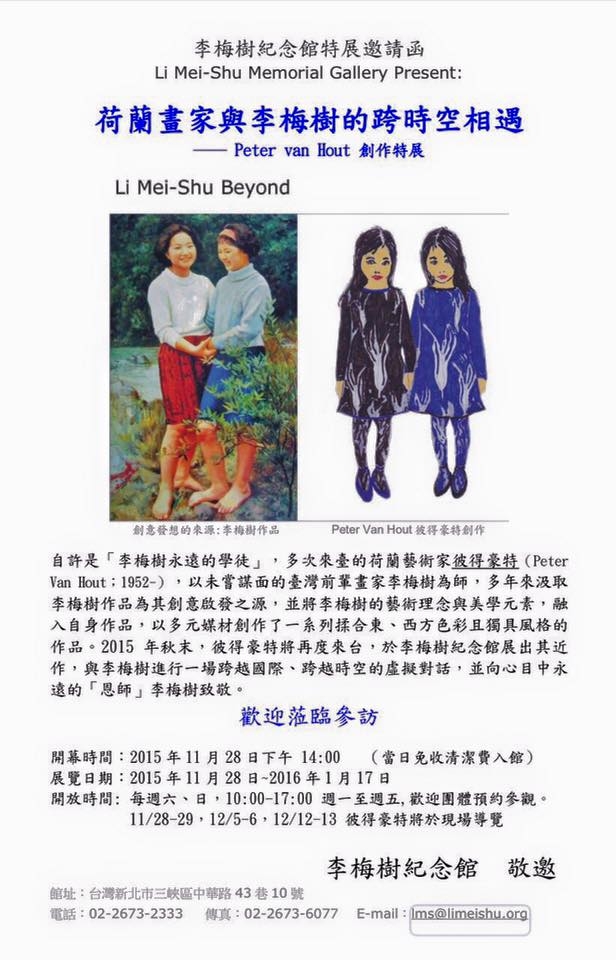 李梅樹紀念館特展邀請函
Li Mei-Shu Memorial Gallery Present:
荷蘭畫家與李梅樹的跨時空相遇
—— Peter van Hout 創作特展
Li Mei-Shu Beyond
創意發想的來源:李梅樹作品
Peter Van Hout 彼得豪特創作
自許是「李梅樹永遠的學徒」，多次來臺的荷蘭藝術家彼得豪特 (Peter
Van Hout；1952-)，以未嘗謀面的臺灣前輩畫家李梅樹為師，多年來汲取
李梅樹作品為其創意啟發之源，並將李梅樹的藝術理念與美學元素，融
入自身作品，以多元媒材創作了一系列揉合東、西方色彩且獨具風格的
作品。2015 年秋末，彼得豪特將再度來台，於李梅樹紀念館展出其近
作，與李梅樹進行一場跨越國際、跨越時空的虛擬對話，並向心目中永
遠的「恩師」李梅樹致敬。
歡迎蒞臨參訪
開幕時間：2015 年 11 月 28 日下午 14:00 （當日免收清潔費入館）
展覽日期：2015 年 11 月 28 日~2016 年 1 月 17 日
開放時間: 每週六、日，10:00-17:00 週一至週五,歡迎團體預約參觀。
11/28-29，12/5-6，12/12-13 彼得豪特將於現場導覽
李梅樹紀念館 敬邀
館址：台灣新北市三峽區中華路 43 巷 10 號
電話：02-2673-2333 傳真：02-2673-6077 E-mail：lms@limeishu.org